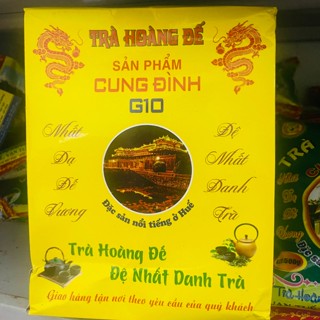 TRÀ HOÀNG ĐẾ
SẢN PHẨM
CUNG ĐÌNH
G10
Nhất
Dạ
Đế
Vương
Đệ
Nhất
Danh
Trà
Đặc sản nổi tiếng ở Huế
Trà Hoàng Đế
Đệ Nhất Danh Trà
Giao hàng tận nơi theo yêu cầu của quý khách
TRÀ